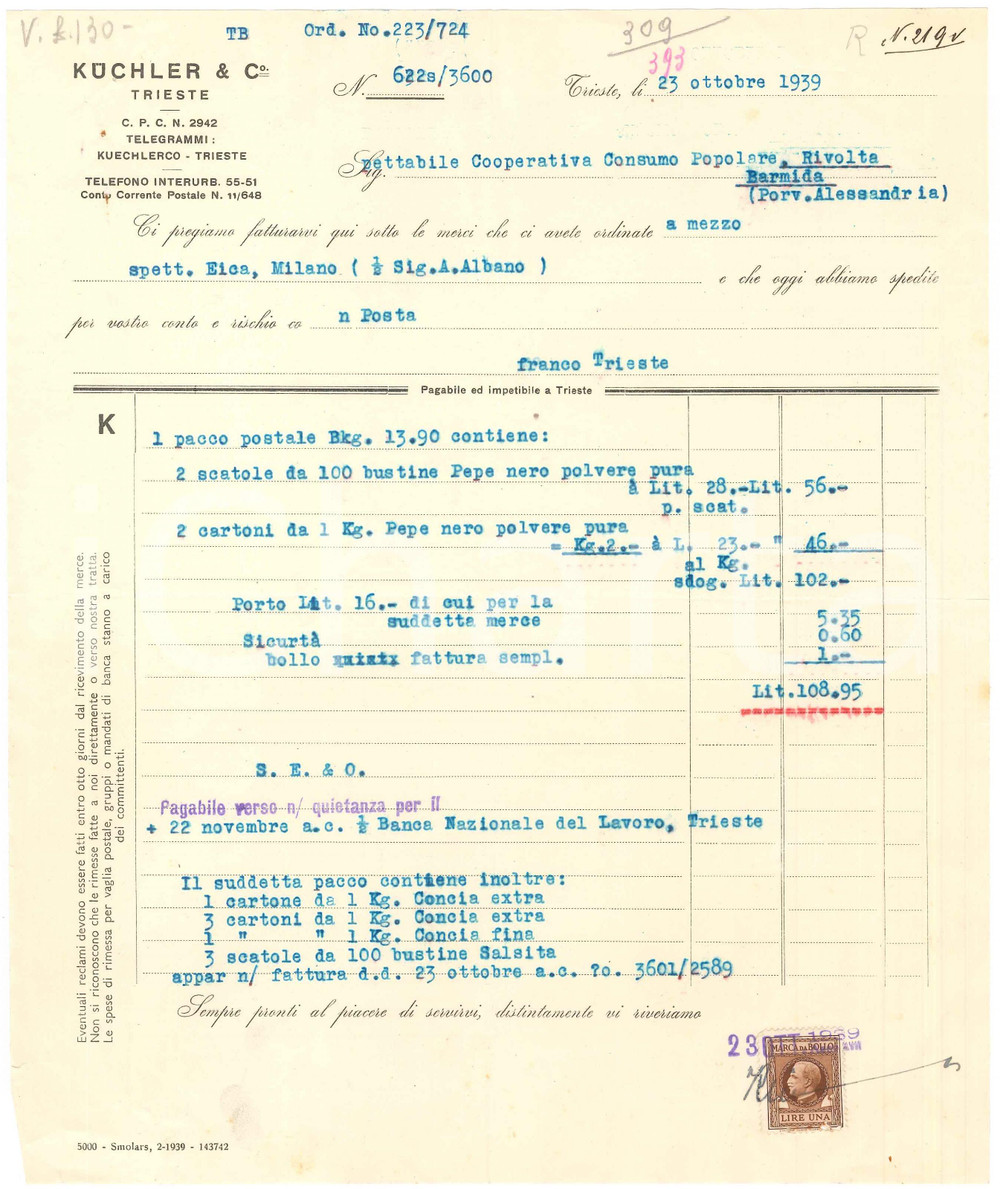 V. £. 130 -
TB Ord. No.223/724
309
393
R N. 219
KÜCHLER & Co.
TRIESTE
C. P. C. N. 2942
TELEGRAMMI:
KUECHLERCO - TRIESTE
TELEFONO INTERURB. 55-51
Conto Corrente Postale N. 11/648
N. 622s/3600
Trieste, li 23 ottobre 1939
Sig. Spettabile Cooperativa Consumo Popolare, Rivolta
Barmida
(Porv.Alessandria)
Ci pregiamo fatturarvi qui sotto le merci che ci avete ordinate a mezzo
spett. Eica, Milano ( ½ Sig.A.Albano ) e che oggi abbiamo spedite
per vostro conto e rischio co n Posta
franco Trieste
Pagabile ed impetibile a Trieste
K
1 pacco postale Bkg. 13.90 contiene:
2 scatole da 100 bustine Pepe nero polvere pura
à Lit. 28.-Lit. 56.-
p. scat.
2 cartoni da 1 Kg. Pepe nero polvere pura
= Kg.2.- à L. 23.- " 46.-
al Kg.
sdog. Lit. 102.-
Porto Lit. 16.- di cui per la
suddetta merce 5.35
Sicurtà 0.60
bollo fattura sempl. 1.-
Lit.108.95
S. E. & O.
Pagabile verso n/ quietanza per il
+ 22 novembre a.c. ½ Banca Nazionale del Lavoro, Trieste
Il suddetta pacco contiene inoltre:
1 cartone da 1 Kg. Concia extra
3 cartoni da 1 Kg. Concia extra
1 " " 1 Kg. Concia fina
3 scatole da 100 bustine Salsita
appar n/ fattura d.d. 23 ottobre a.c. ?o. 3601/2589
Eventuali reclami devono essere fatti entro otto giorni dal ricevimento della merce.
Non si riconoscono che le rimesse fatte a noi direttamente o verso nostra tratta.
Le spese di rimessa per vaglia postale, gruppi o mandati di banca stanno a carico
dei committenti.
Sempre pronti al piacere di servirvi, distintamente vi riveriamo
23 OTT 1939 XVII
MARCA DA BOLLO
LIRE UNA
5000 - Smolars, 2-1939 - 143742